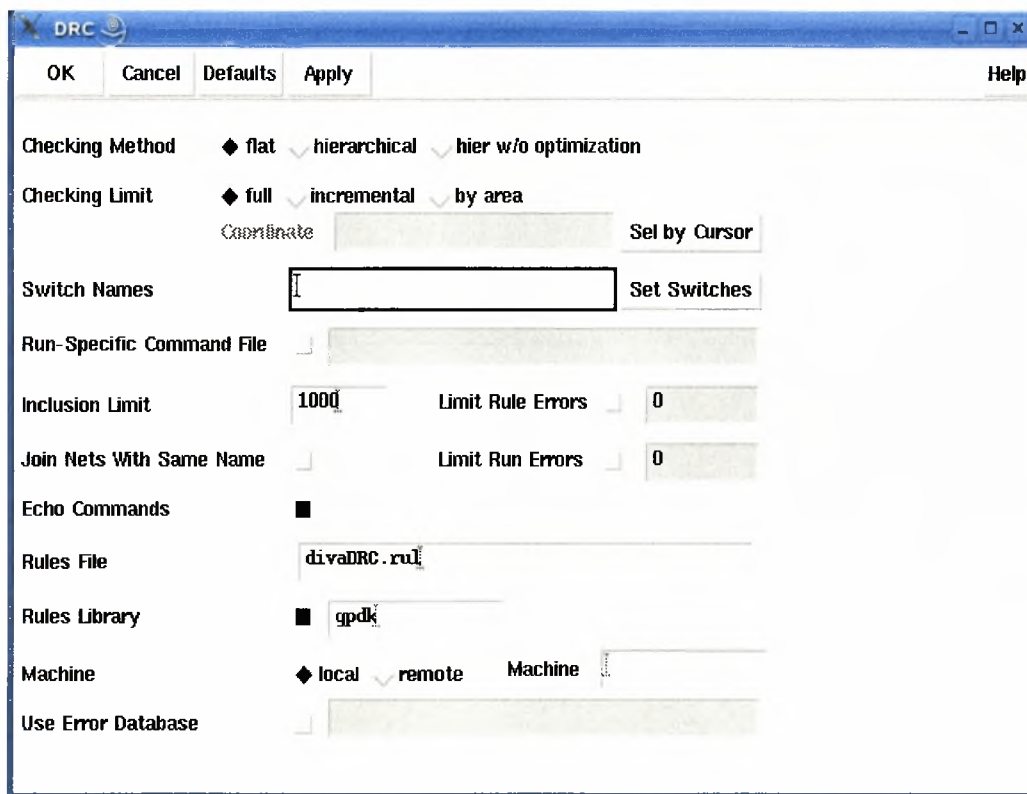 DRC
OK Cancel Defaults Apply Help
Checking Method flat hierarchical hier w/o optimization
Checking Limit full incremental by area
Coordinate Sel by Cursor
Switch Names Set Switches
Run-Specific Command File
Inclusion Limit 1000 Limit Rule Errors 0
Join Nets With Same Name Limit Run Errors 0
Echo Commands
Rules File divaDRC.rul
Rules Library gpdk
Machine local remote Machine
Use Error Database